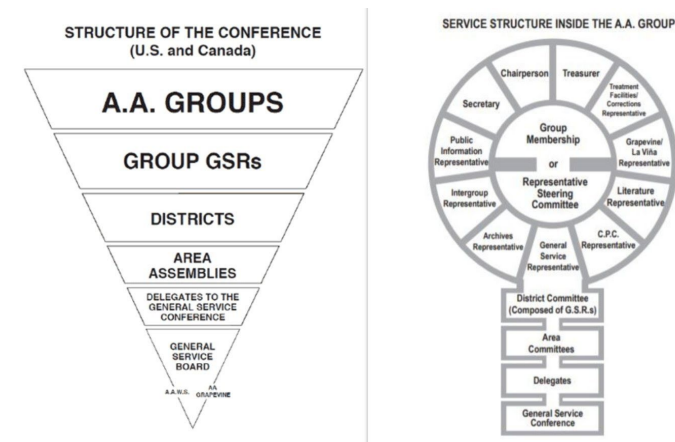 STRUCTURE OF THE CONFERENCE
(U.S. and Canada)
A.A. GROUPS
GROUP GSRs
DISTRICTS
AREA
ASSEMBLIES
DELEGATES TO THE
GENERAL SERVICE
CONFERENCE
GENERAL
SERVICE
BOARD
A.A.W.S.
AA
GRAPEVINE
SERVICE STRUCTURE INSIDE THE A.A. GROUP
Chairperson
Treasurer
Secretary
Treatment
Facilities/
Corrections
Representative
Public
Information
Representative
Group
Membership
or
Representative
Steering
Committee
Grapevine/
La Viña
Representative
Intergroup
Representative
Literature
Representative
Archives
Representative
General
Service
Representative
C.P.C.
Representative
District Committee
(Composed of G.S.R.s)
Area
Committees
Delegates
General Service
Conference